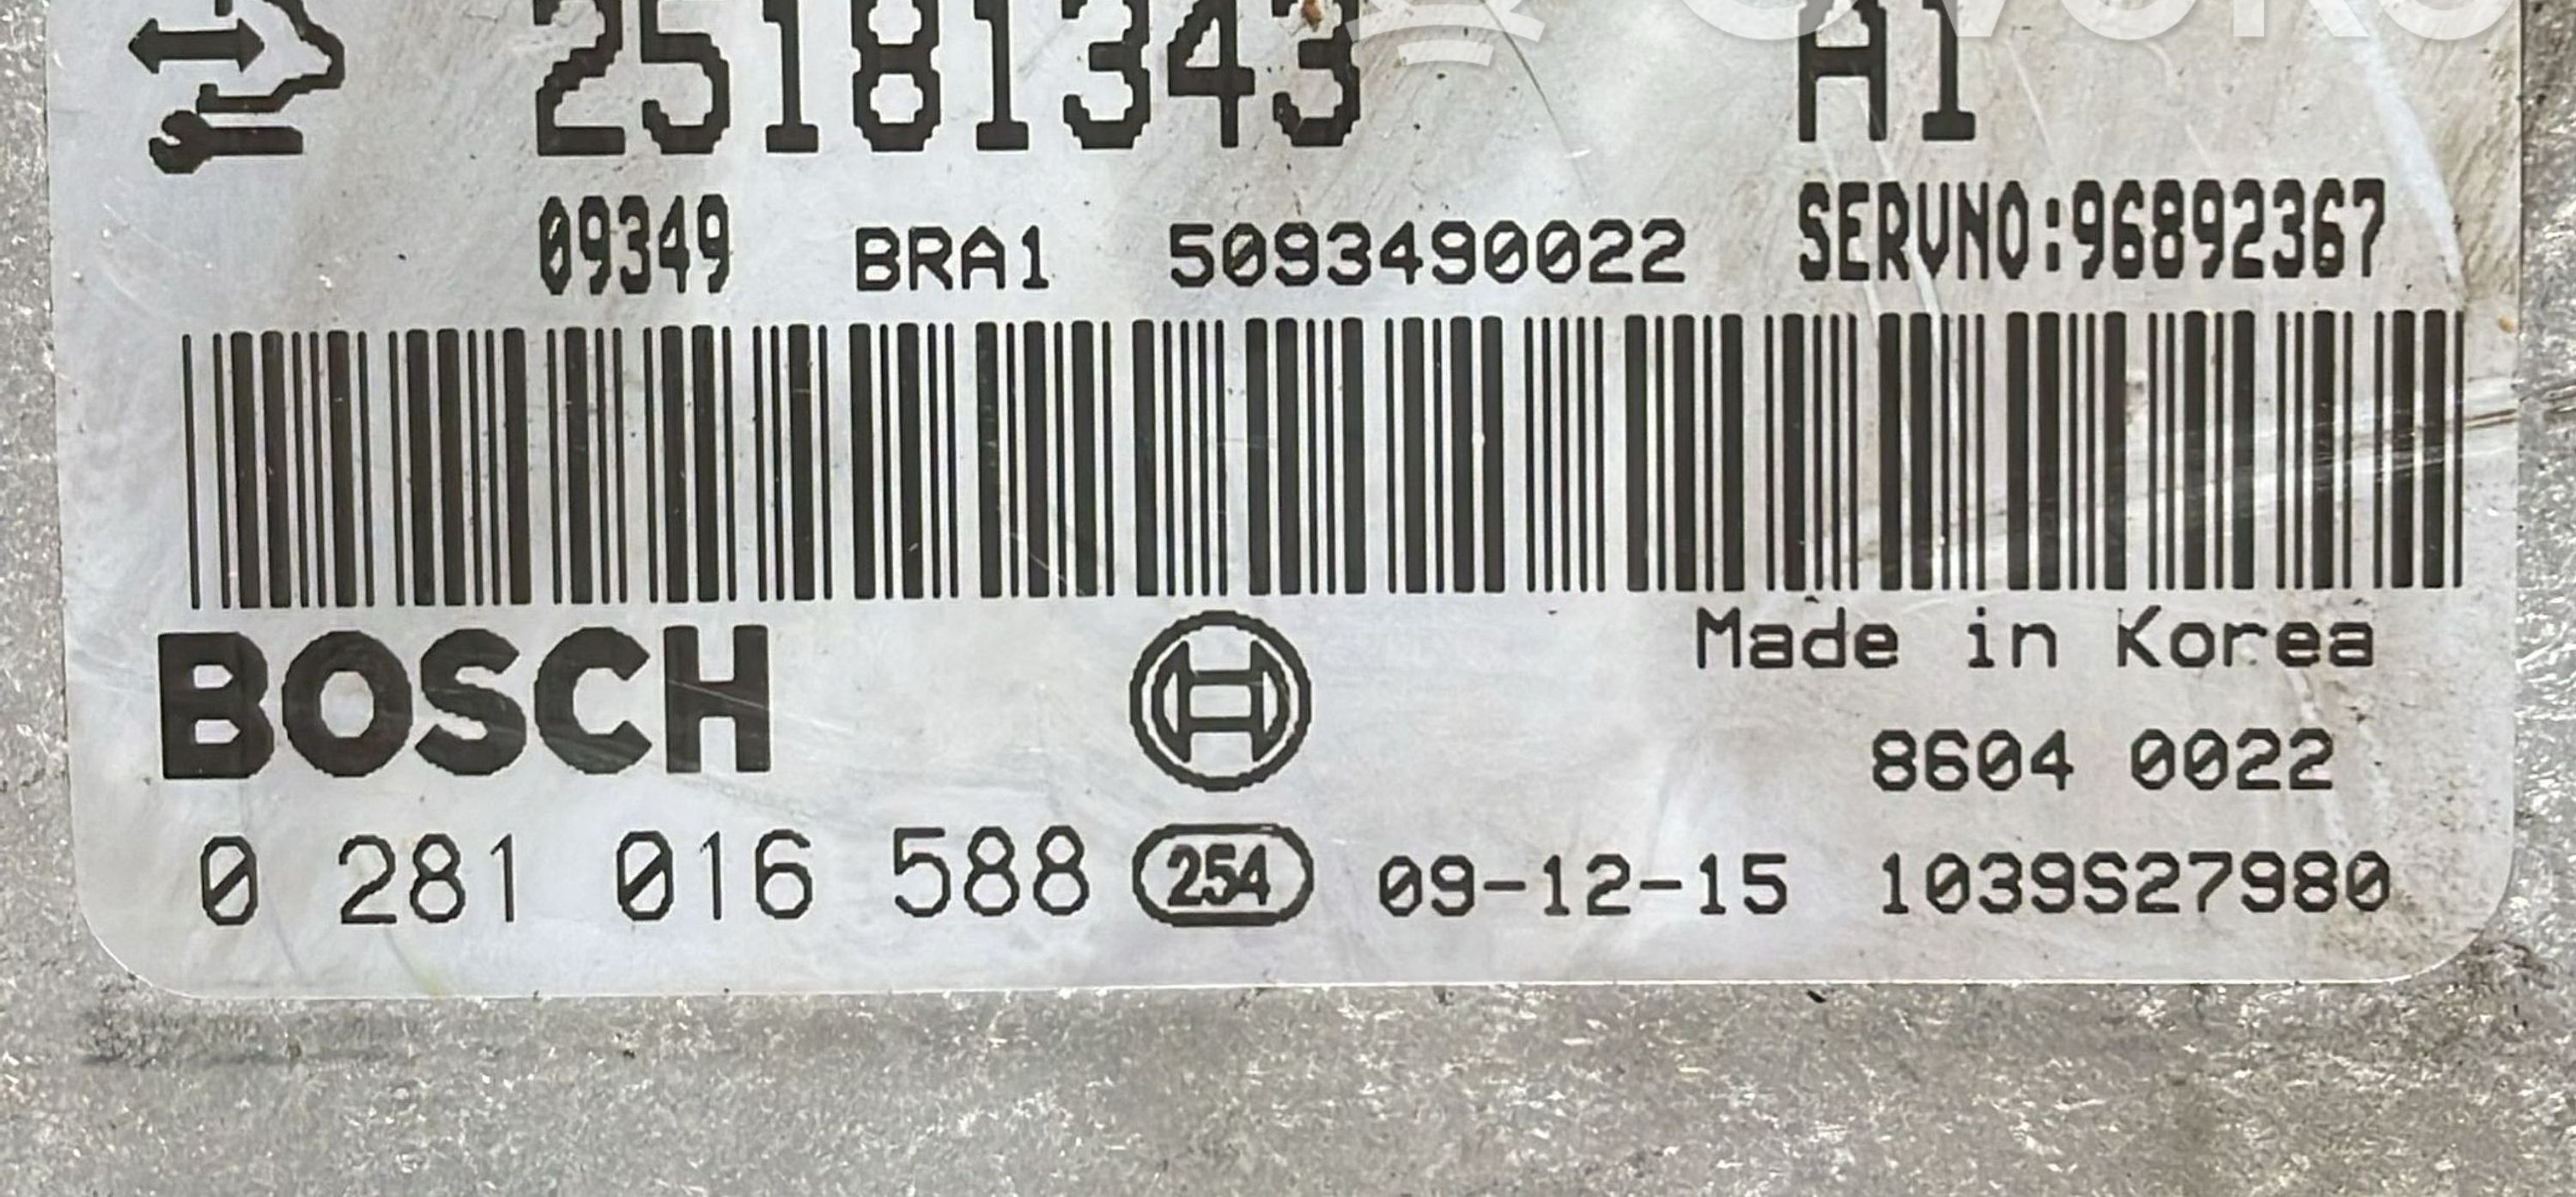 25181343 A1
09349 BRA1 5093490022 SERVNO:96892367
BOSCH
Made in Korea
8604 0022
0 281 016 588 254 09-12-15 1039S27980